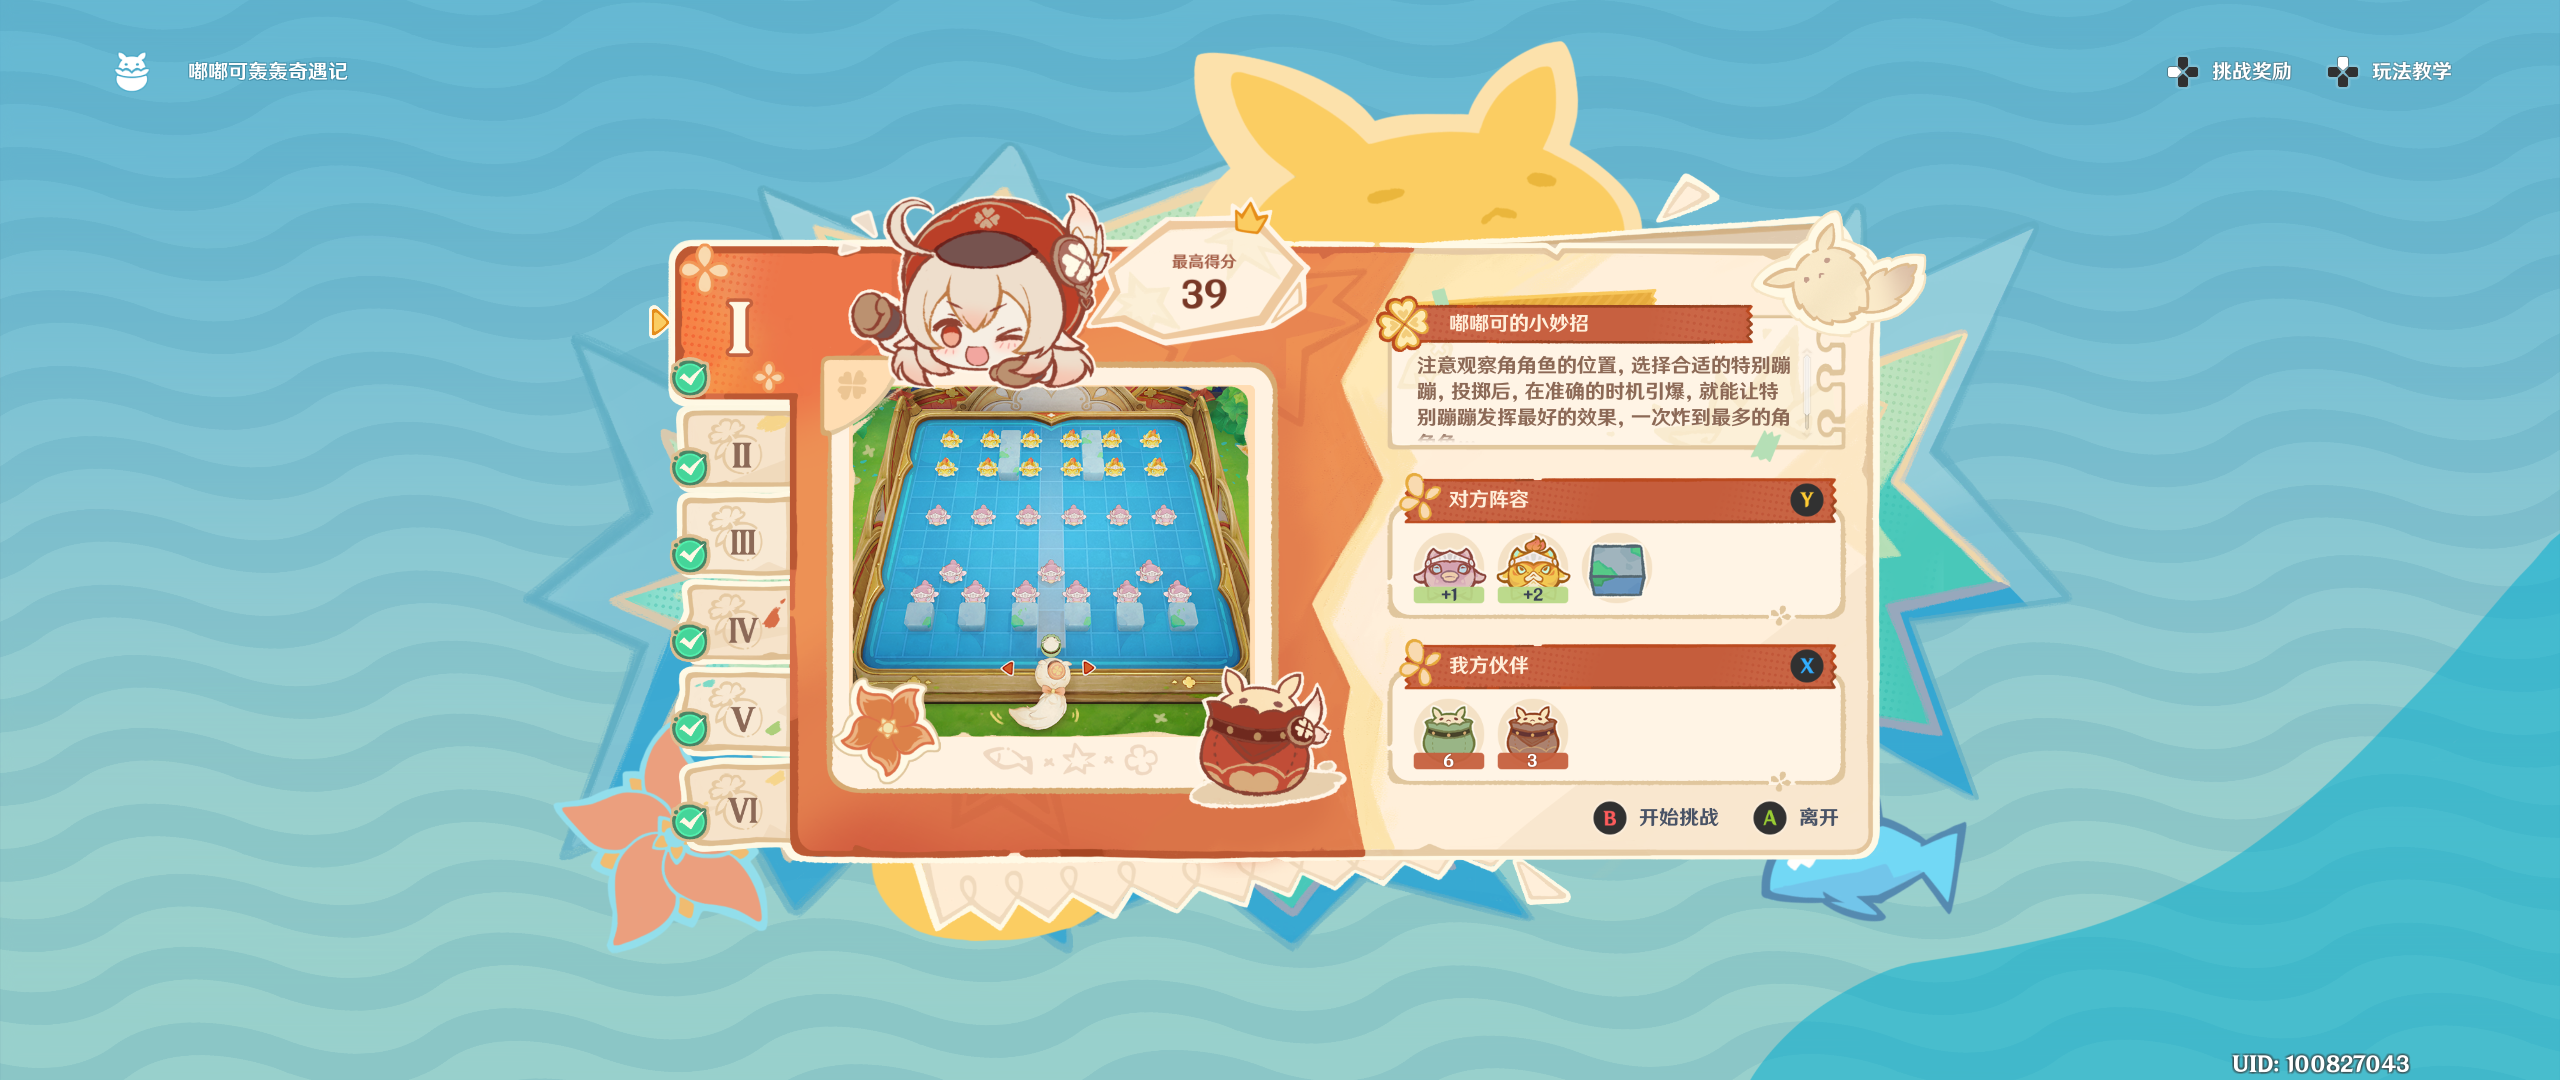 嘟嘟可轰轰奇遇记
挑战奖励
玩法教学
最高得分
39
I
II
III
IV
V
VI
嘟嘟可的小妙招
注意观察角角鱼的位置，选择合适的特别蹦
蹦，投掷后，在准确的时机引爆，就能让特
别蹦蹦发挥最好的效果，一次炸到最多的角
对方阵容
Y
+1
+2
我方伙伴
X
6
3
B 开始挑战
A 离开
UID: 100827043